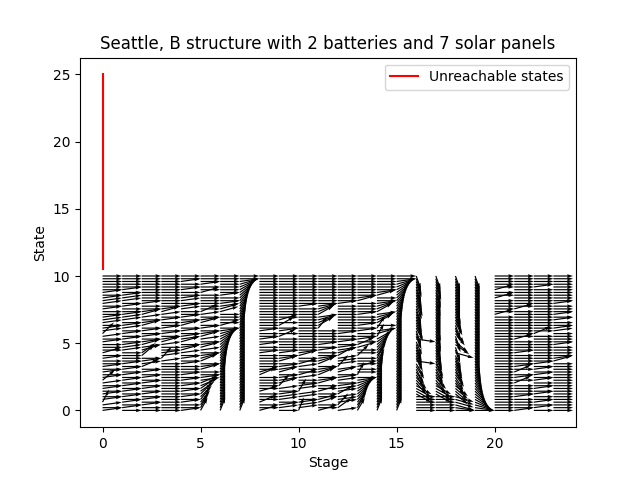 Seattle, B structure with 2 batteries and 7 solar panels
Unreachable states
25
20
15
10
5
0
State
0 5 10 15 20
Stage